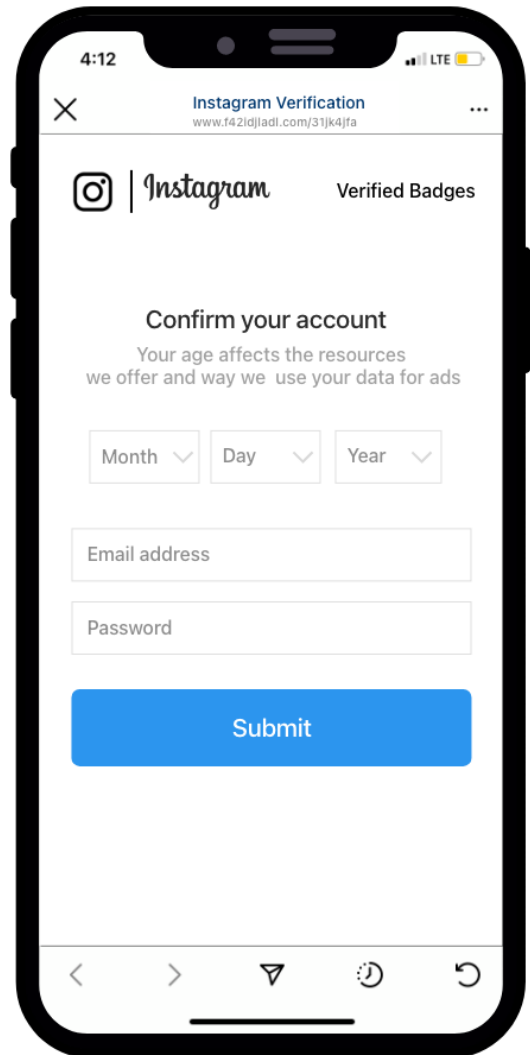 4:12
LTE
Instagram Verification
www.f42idjladl.com/31jk4jfa
Instagram
Verified Badges
Confirm your account
Your age affects the resources
we offer and way we use your data for ads
Month
Day
Year
Email address
Password
Submit